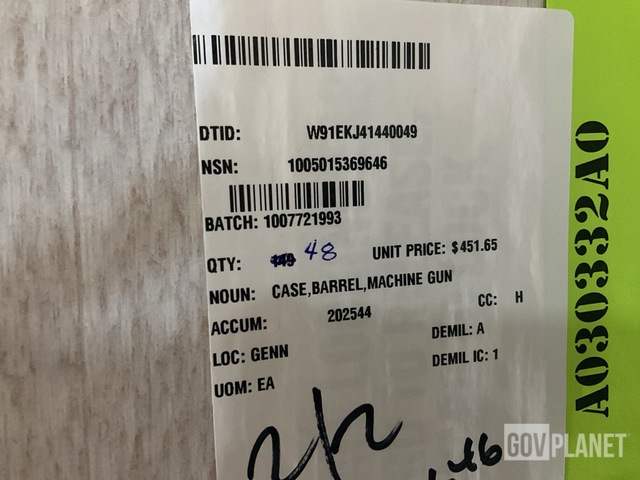 DTID: W91EKJ41440049
NSN: 1005015369646
BATCH: 1007721993
QTY: 149 48 UNIT PRICE: $451.65
NOUN: CASE,BARREL,MACHINE GUN
ACCUM: 202544 CC: H
LOC: GENN DEMIL: A
UOM: EA DEMIL IC: 1
A030332A0
GOVPLANET